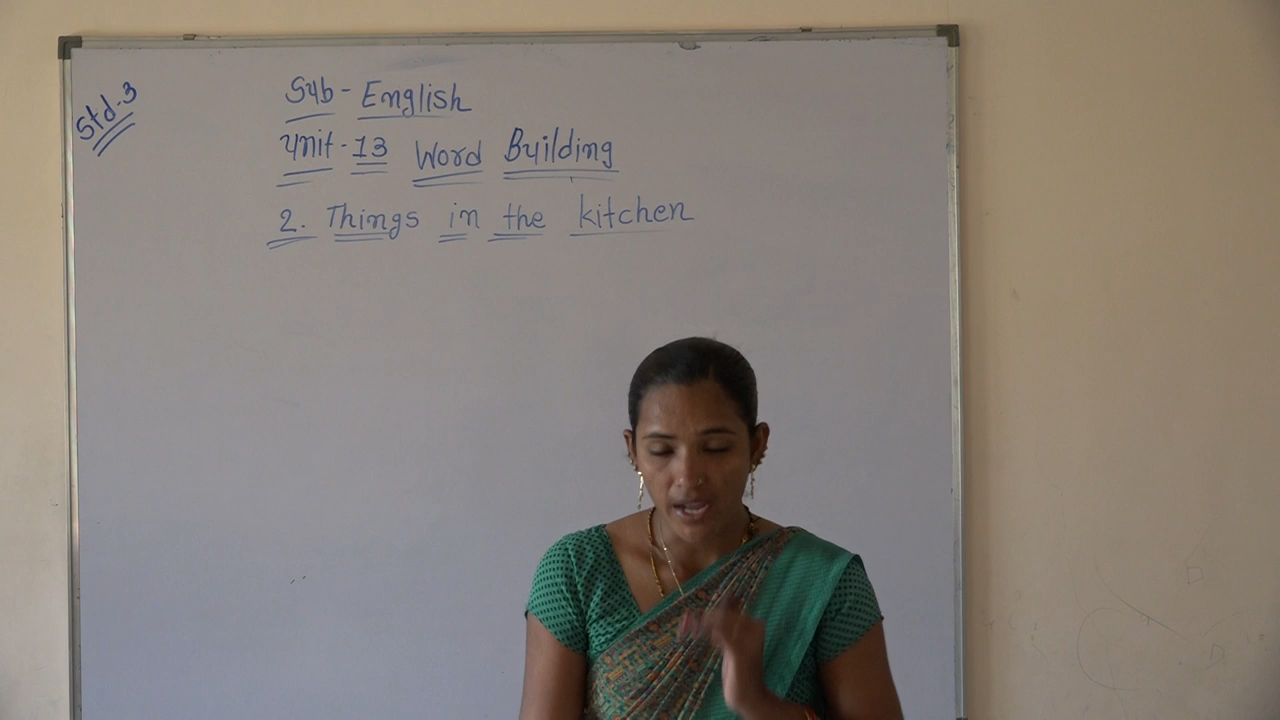 Std.3
Sub - English
Unit - 13 Word Building
2. Things in the kitchen